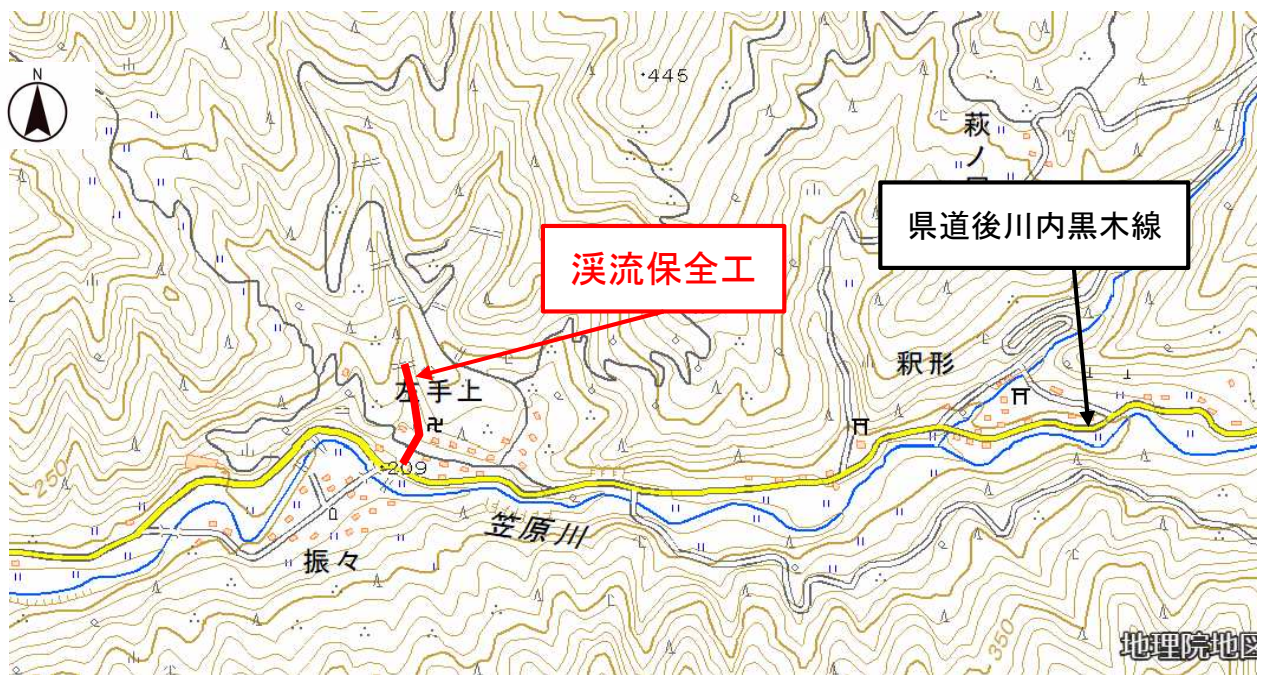 N
・445
萩ノ
県道後川内黒木線
渓流保全工
釈形
左手上
・209
250
笠原川
振々
350
地理院地図